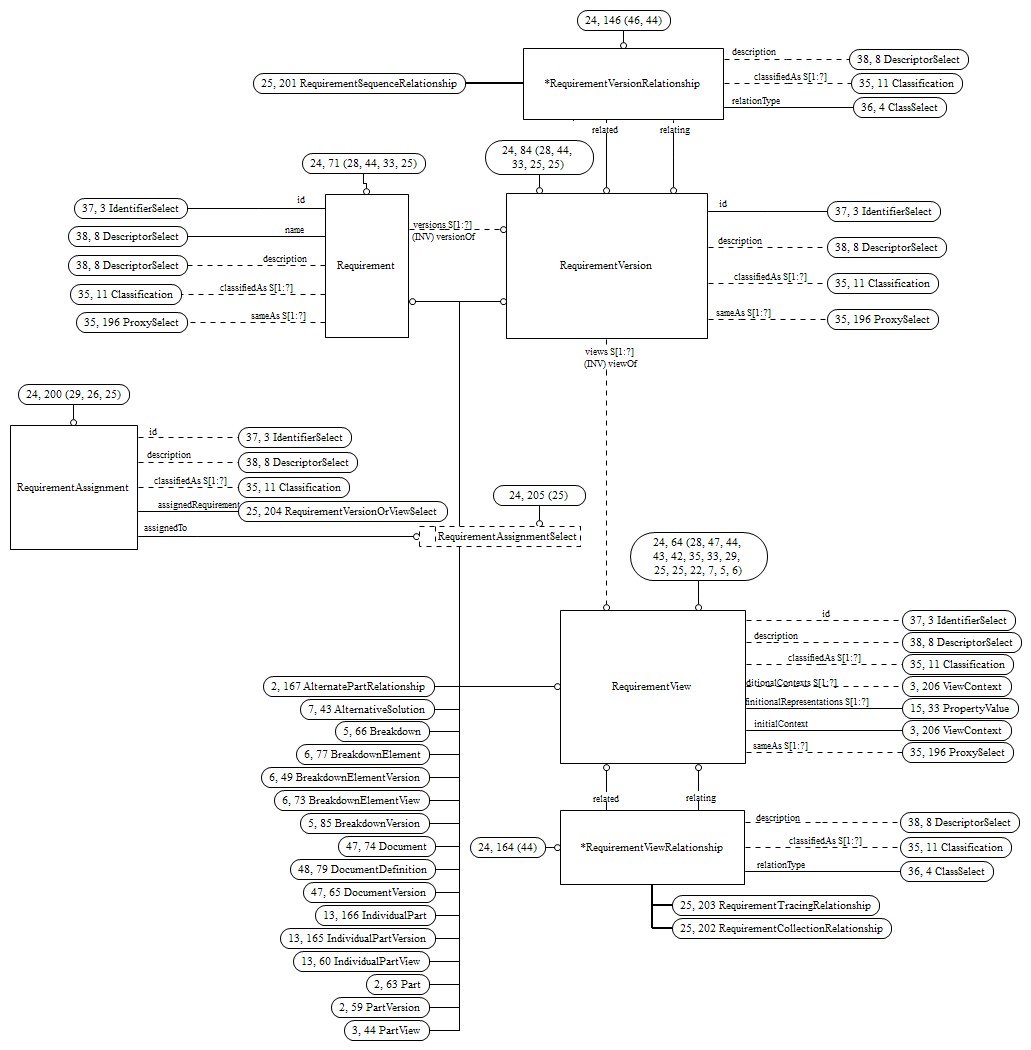 24, 146 (46, 44)
description
38, 8 DescriptorSelect
25, 201 RequirementSequenceRelationship
*RequirementVersionRelationship
classifiedAs S[1:?]
35, 11 Classification
relationType
36, 4 ClassSelect
related
relating
24, 71 (28, 44, 33, 25)
24, 84 (28, 44,
33, 25, 25)
id
37, 3 IdentifierSelect
name
38, 8 DescriptorSelect
description
38, 8 DescriptorSelect
classifiedAs S[1:?]
35, 11 Classification
sameAs S[1:?]
35, 196 ProxySelect
Requirement
versions S[1:?]
(INV) versionOf
RequirementVersion
id
37, 3 IdentifierSelect
description
38, 8 DescriptorSelect
classifiedAs S[1:?]
35, 11 Classification
sameAs S[1:?]
35, 196 ProxySelect
views S[1:?]
(INV) viewOf
24, 200 (29, 26, 25)
RequirementAssignment
id
37, 3 IdentifierSelect
description
38, 8 DescriptorSelect
classifiedAs S[1:?]
35, 11 Classification
assignedRequirement
25, 204 RequirementVersionOrViewSelect
assignedTo
24, 205 (25)
RequirementAssignmentSelect
24, 64 (28, 47, 44,
43, 42, 35, 33, 29,
25, 25, 22, 7, 5, 6)
RequirementView
id
37, 3 IdentifierSelect
description
38, 8 DescriptorSelect
classifiedAs S[1:?]
35, 11 Classification
ditionalContexts S[1:?]
3, 206 ViewContext
finitionalRepresentations S[1:?]
15, 33 PropertyValue
initialContext
3, 206 ViewContext
sameAs S[1:?]
35, 196 ProxySelect
2, 167 AlternatePartRelationship
7, 43 AlternativeSolution
5, 66 Breakdown
6, 77 BreakdownElement
6, 49 BreakdownElementVersion
6, 73 BreakdownElementView
5, 85 BreakdownVersion
47, 74 Document
48, 79 DocumentDefinition
47, 65 DocumentVersion
13, 166 IndividualPart
13, 165 IndividualPartVersion
13, 60 IndividualPartView
2, 63 Part
2, 59 PartVersion
3, 44 PartView
related
relating
24, 164 (44)
*RequirementViewRelationship
description
38, 8 DescriptorSelect
classifiedAs S[1:?]
35, 11 Classification
relationType
36, 4 ClassSelect
25, 203 RequirementTracingRelationship
25, 202 RequirementCollectionRelationship